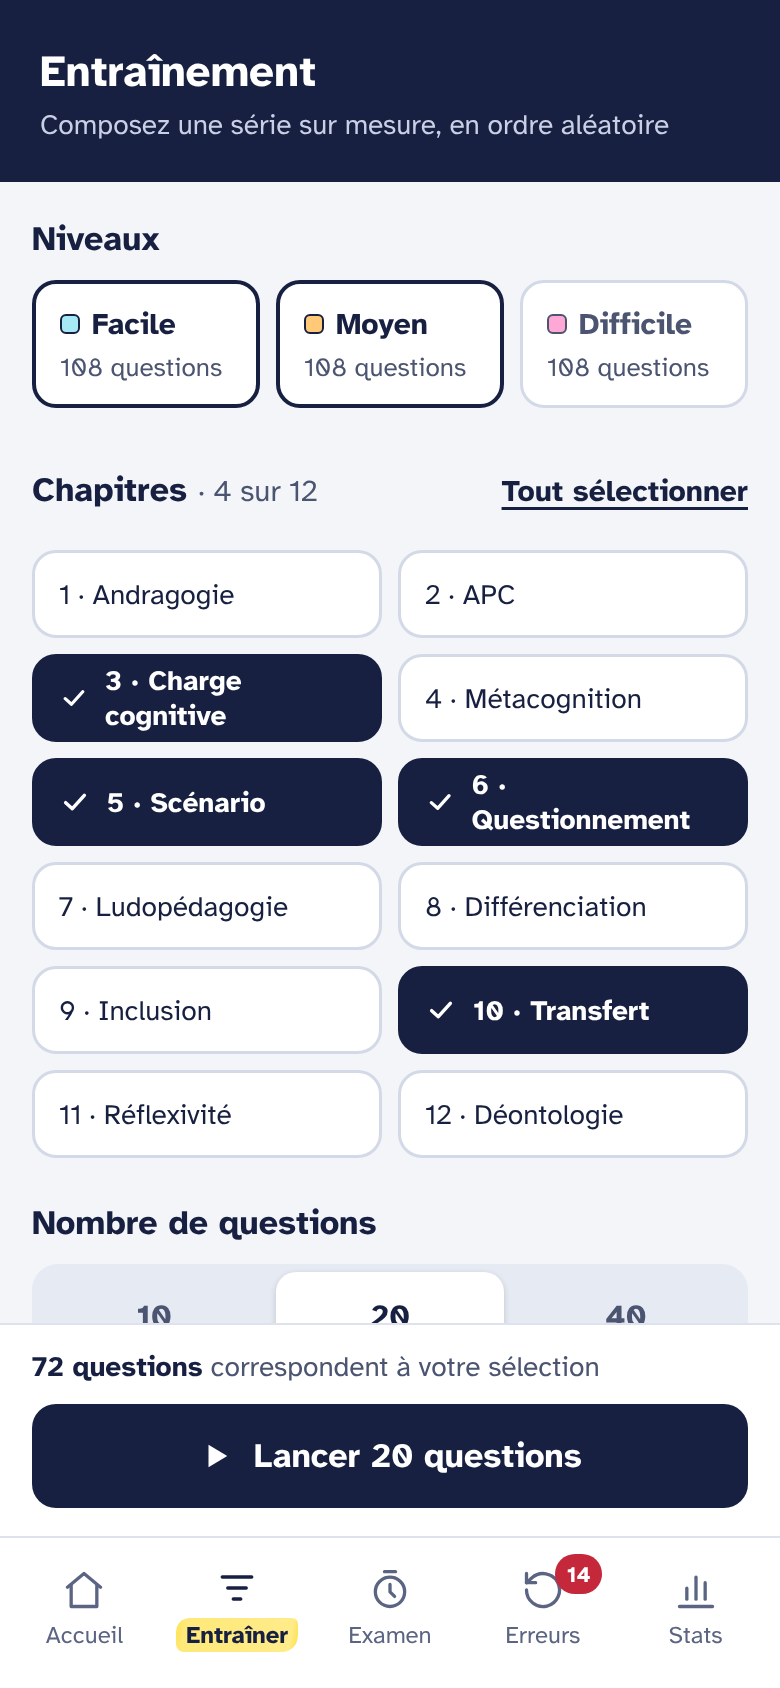 Entraînement
Composez une série sur mesure, en ordre aléatoire
Niveaux
Facile
108 questions
Moyen
108 questions
Difficile
108 questions
Chapitres · 4 sur 12
Tout sélectionner
1 · Andragogie
2 · APC
3 · Charge
cognitive
4 · Métacognition
5 · Scénario
6 ·
Questionnement
7 · Ludopédagogie
8 · Différenciation
9 · Inclusion
10 · Transfert
11 · Réflexivité
12 · Déontologie
Nombre de questions
10
20
40
72 questions correspondent à votre sélection
Lancer 20 questions
14
Accueil
Entraîner
Examen
Erreurs
Stats